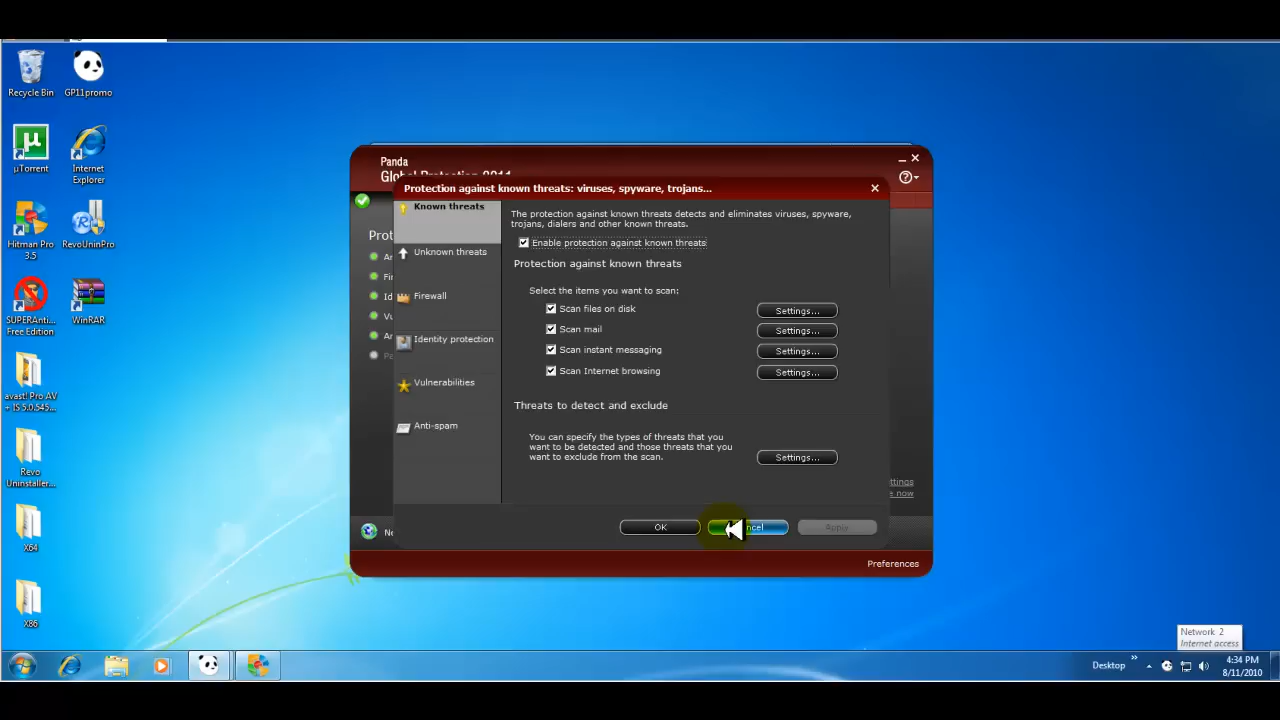 Recycle Bin
GP11promo
µTorrent
Internet
Explorer
Hitman Pro
3.5
RevoUninPro
SUPERAnti...
Free Edition
WinRAR
avast! Pro AV
+ IS 5.0.545...
Revo
Uninstaller...
X64
X86
Panda
Protection against known threats: viruses, spyware, trojans...
Known threats
Unknown threats
Firewall
Identity protection
Vulnerabilities
Anti-spam
The protection against known threats detects and eliminates viruses, spyware,
trojans, dialers and other known threats.
Enable protection against known threats
Protection against known threats
Select the items you want to scan:
Scan files on disk
Settings...
Scan mail
Settings...
Scan instant messaging
Settings...
Scan Internet browsing
Settings...
Threats to detect and exclude
You can specify the types of threats that you
want to be detected and those threats that you
want to exclude from the scan.
Settings...
OK
ncel
Apply
Preferences
Network 2
Internet access
Desktop
4:34 PM
8/11/2010